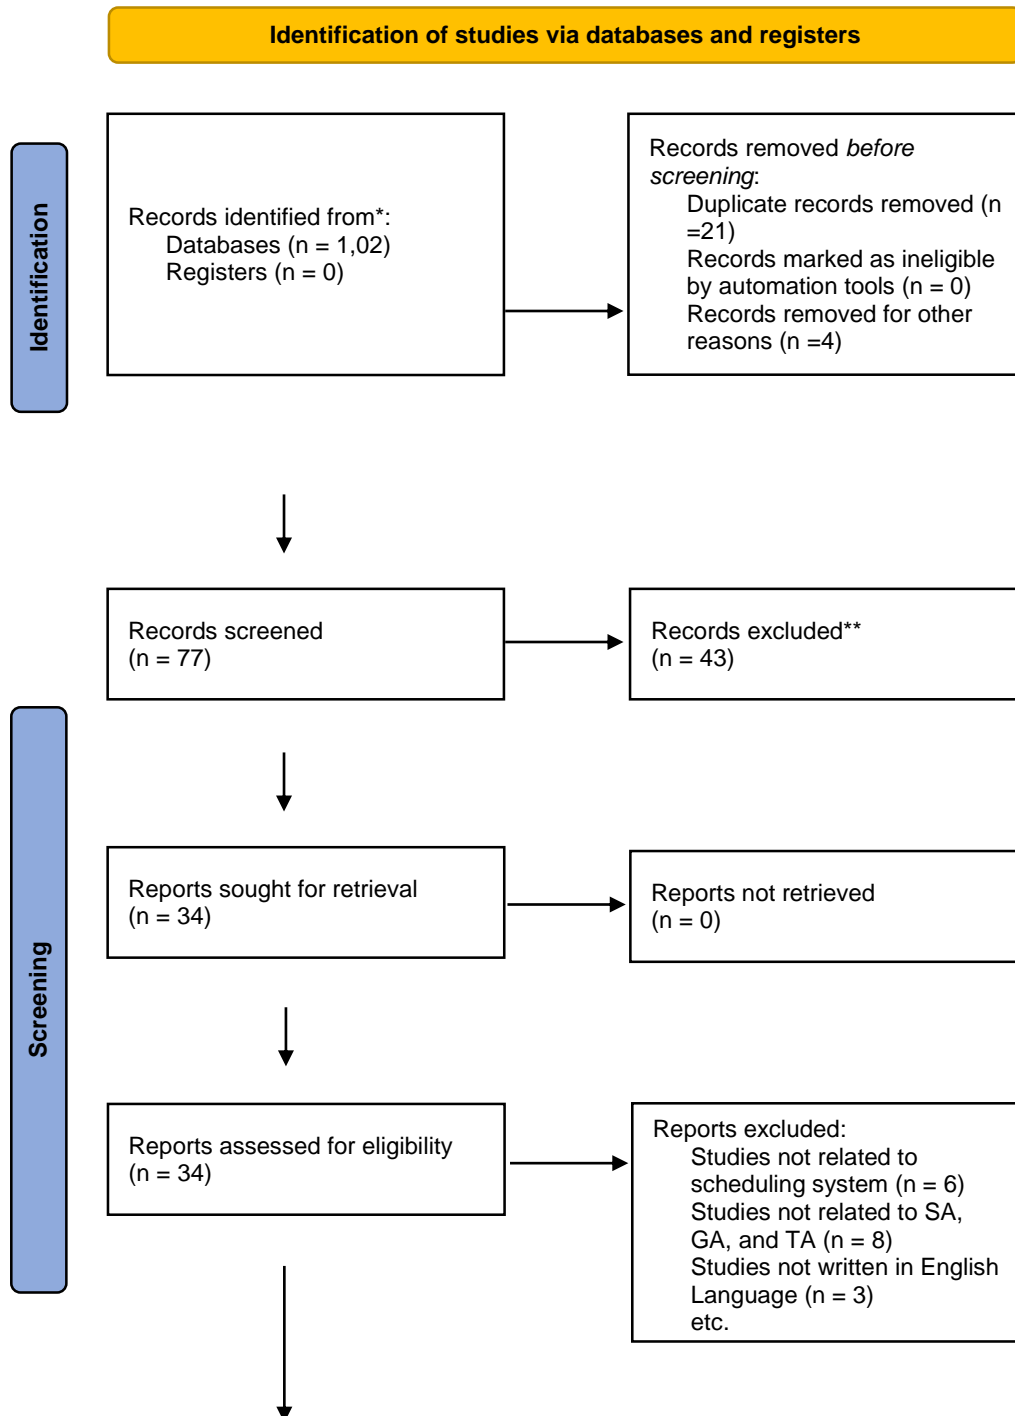 Identification of studies via databases and registers
Identification
Records identified from*:
Databases (n = 1,02)
Registers (n = 0)
Records removed before
screening:
Duplicate records removed (n
=21)
Records marked as ineligible
by automation tools (n = 0)
Records removed for other
reasons (n =4)
Records screened
(n = 77)
Records excluded**
(n = 43)
Screening
Reports sought for retrieval
(n = 34)
Reports not retrieved
(n = 0)
Reports assessed for eligibility
(n = 34)
Reports excluded:
Studies not related to
scheduling system (n = 6)
Studies not related to SA,
GA, and TA (n = 8)
Studies not written in English
Language (n = 3)
etc.